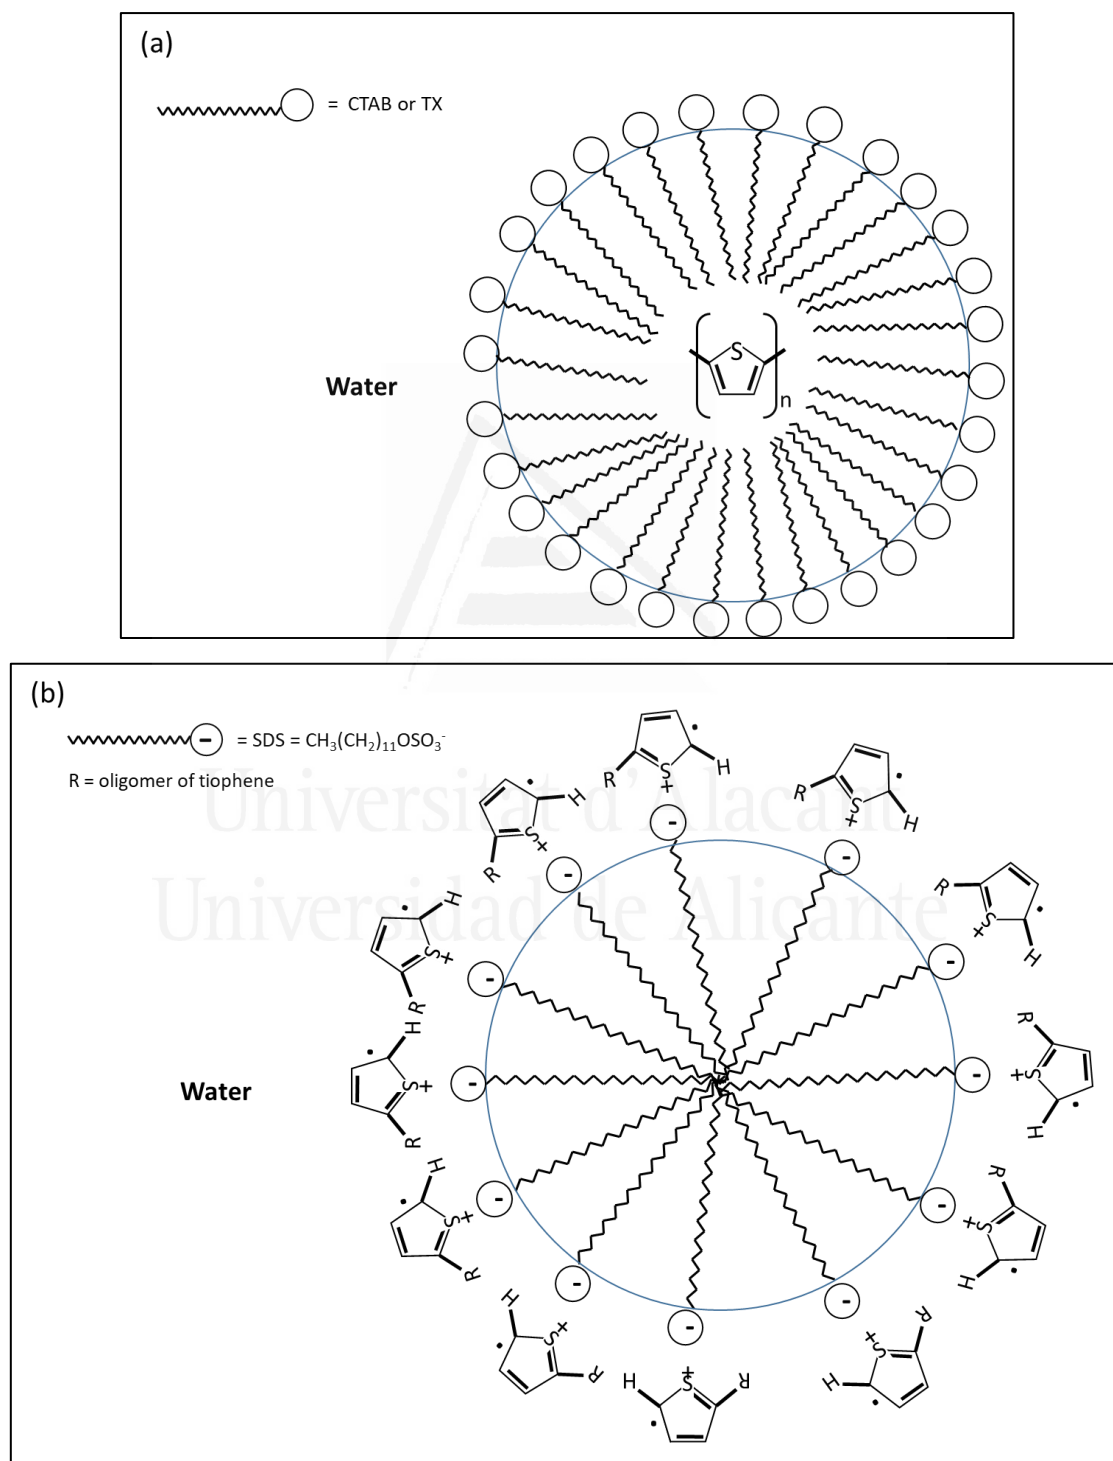 (a)
= CTAB or TX
S
n
Water
(b)
- = SDS = CH₃(CH₂)₁₁OSO₃⁻
R = oligomer of tiophene
Universitat d'Alacant
Universidad de Alicante
R S + H
R S + H
R S + H
R S + H
R S + H
R S + H
R S + H
R S + H
R S + H
R S + H
R S + H
R S + H
- - - - - - - - - - - -
Water